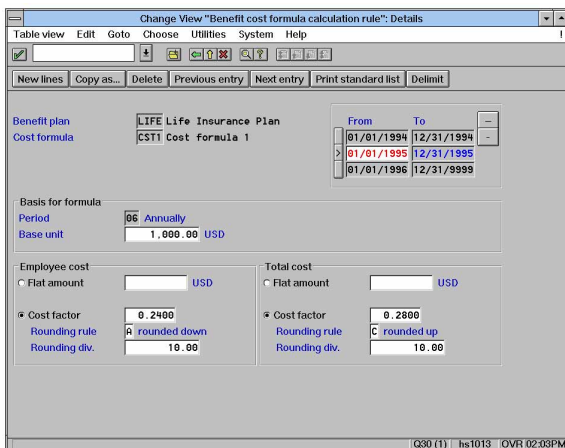 Change View "Benefit cost formula calculation rule": Details
Table view Edit Goto Choose Utilities System Help !
New lines Copy as... Delete Previous entry Next entry Print standard list Delimit
Benefit plan LIFE Life Insurance Plan
Cost formula CST1 Cost formula 1
From To
01/01/1994 12/31/1994
> 01/01/1995 12/31/1995
01/01/1996 12/31/9999
Basis for formula
Period 06 Annually
Base unit 1,000.00 USD
Employee cost
Flat amount USD
Cost factor 0.2400
Rounding rule A rounded down
Rounding div. 10.00
Total cost
Flat amount USD
Cost factor 0.2800
Rounding rule C rounded up
Rounding div. 10.00
Q30 (1) hs1013 OVR 02:03PM